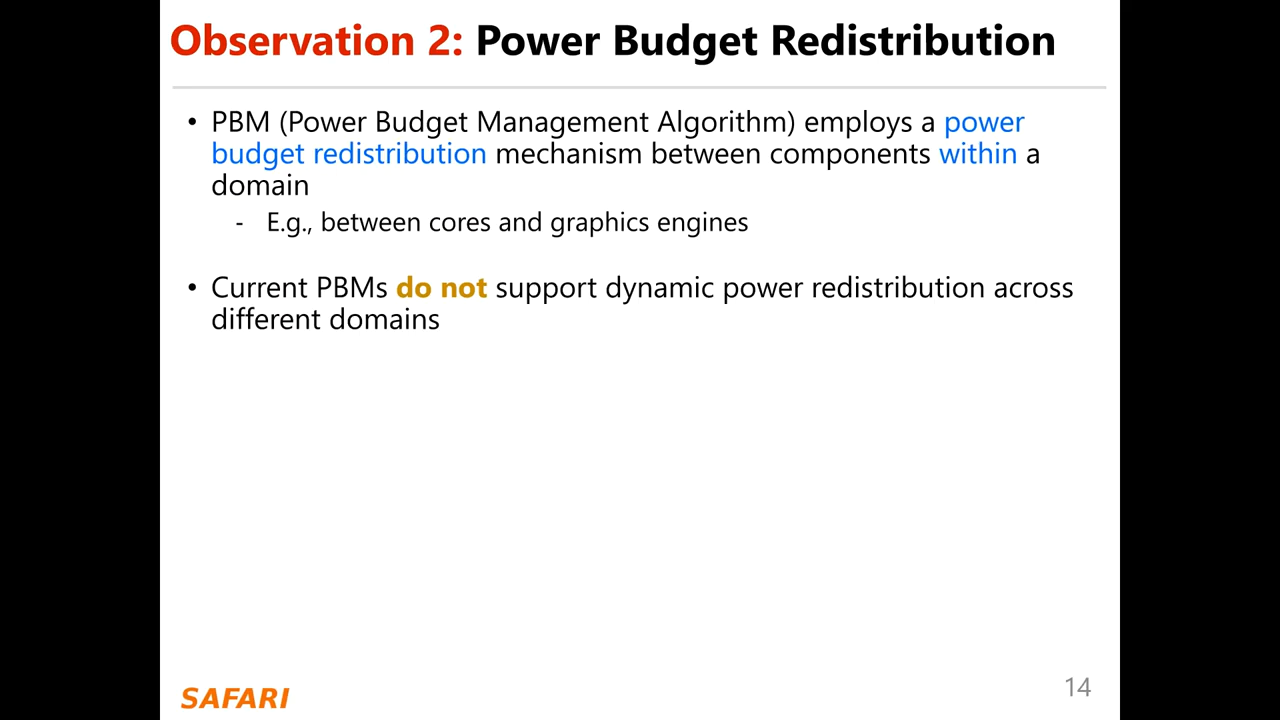 Observation 2: Power Budget Redistribution
• PBM (Power Budget Management Algorithm) employs a power
budget redistribution mechanism between components within a
domain
- E.g., between cores and graphics engines
• Current PBMs do not support dynamic power redistribution across
different domains
SAFARI
14